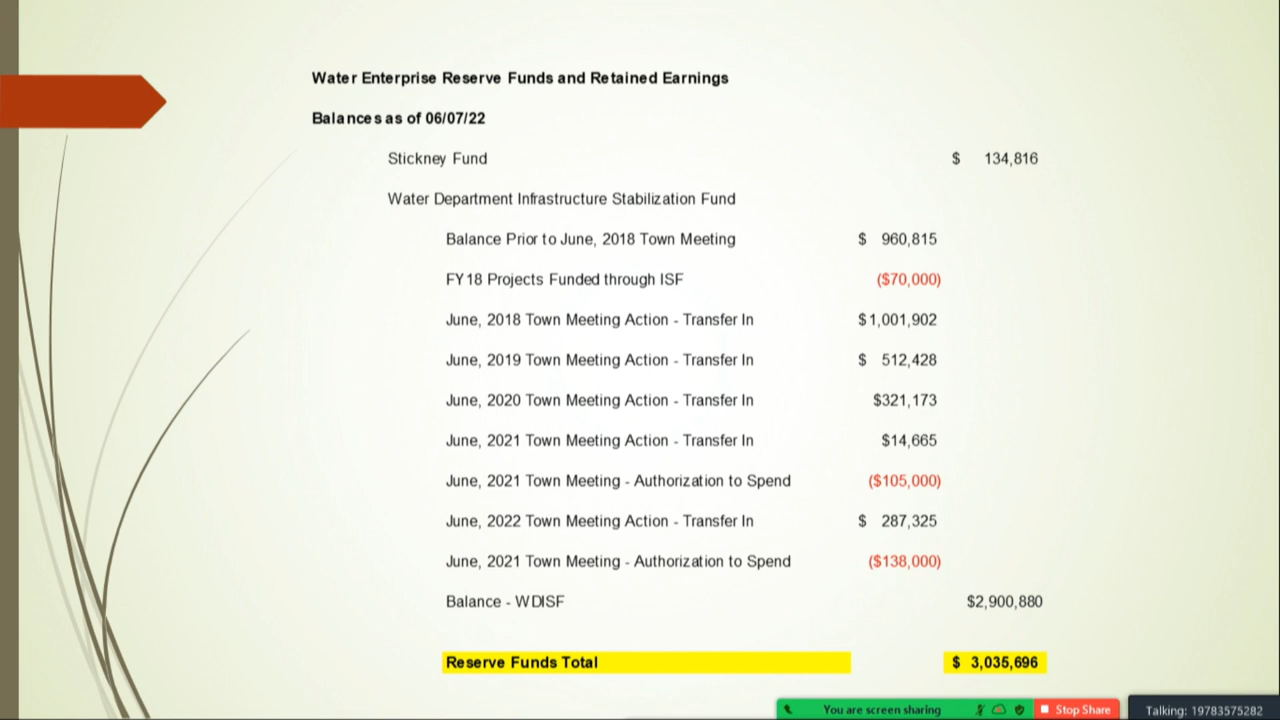 Water Enterprise Reserve Funds and Retained Earnings
Balances as of 06/07/22
Stickney Fund $ 134,816
Water Department Infrastructure Stabilization Fund
Balance Prior to June, 2018 Town Meeting $ 960,815
FY18 Projects Funded through ISF ($70,000)
June, 2018 Town Meeting Action - Transfer In $1,001,902
June, 2019 Town Meeting Action - Transfer In $ 512,428
June, 2020 Town Meeting Action - Transfer In $321,173
June, 2021 Town Meeting Action - Transfer In $14,665
June, 2021 Town Meeting - Authorization to Spend ($105,000)
June, 2022 Town Meeting Action - Transfer In $ 287,325
June, 2021 Town Meeting - Authorization to Spend ($138,000)
Balance - WDISF $2,900,880
Reserve Funds Total $ 3,035,696
You are screen sharing Stop Share Talking: 19783575282